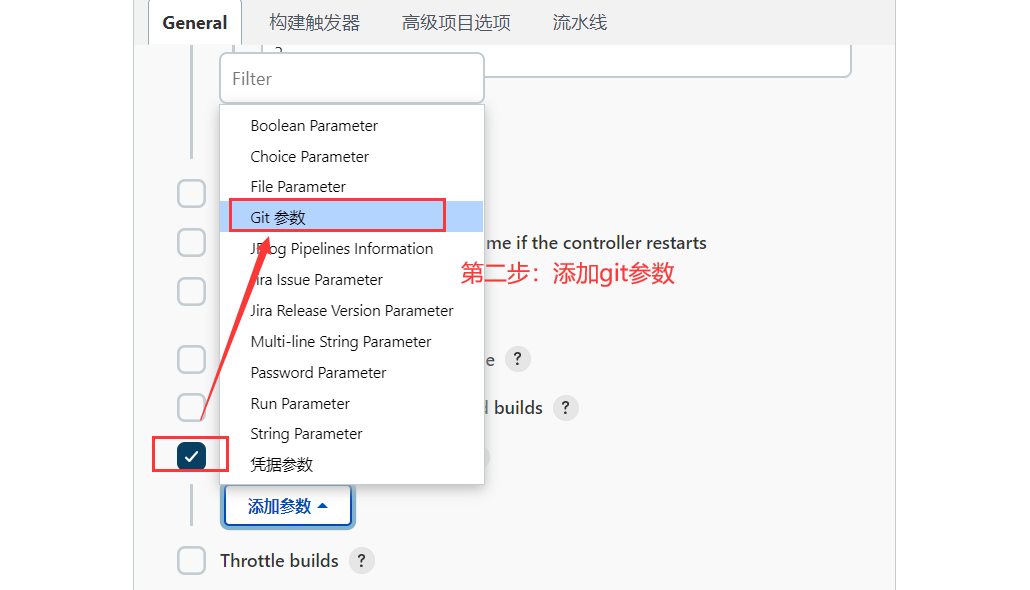 General 构建触发器 高级项目选项 流水线
Filter
Boolean Parameter
Choice Parameter
File Parameter
Git 参数
Pipelines Information
me if the controller restarts
第二步：添加git参数
Jira Issue Parameter
Jira Release Version Parameter
Multi-line String Parameter
e ?
Password Parameter
Run Parameter
builds ?
String Parameter
凭据参数
添加参数
Throttle builds ?